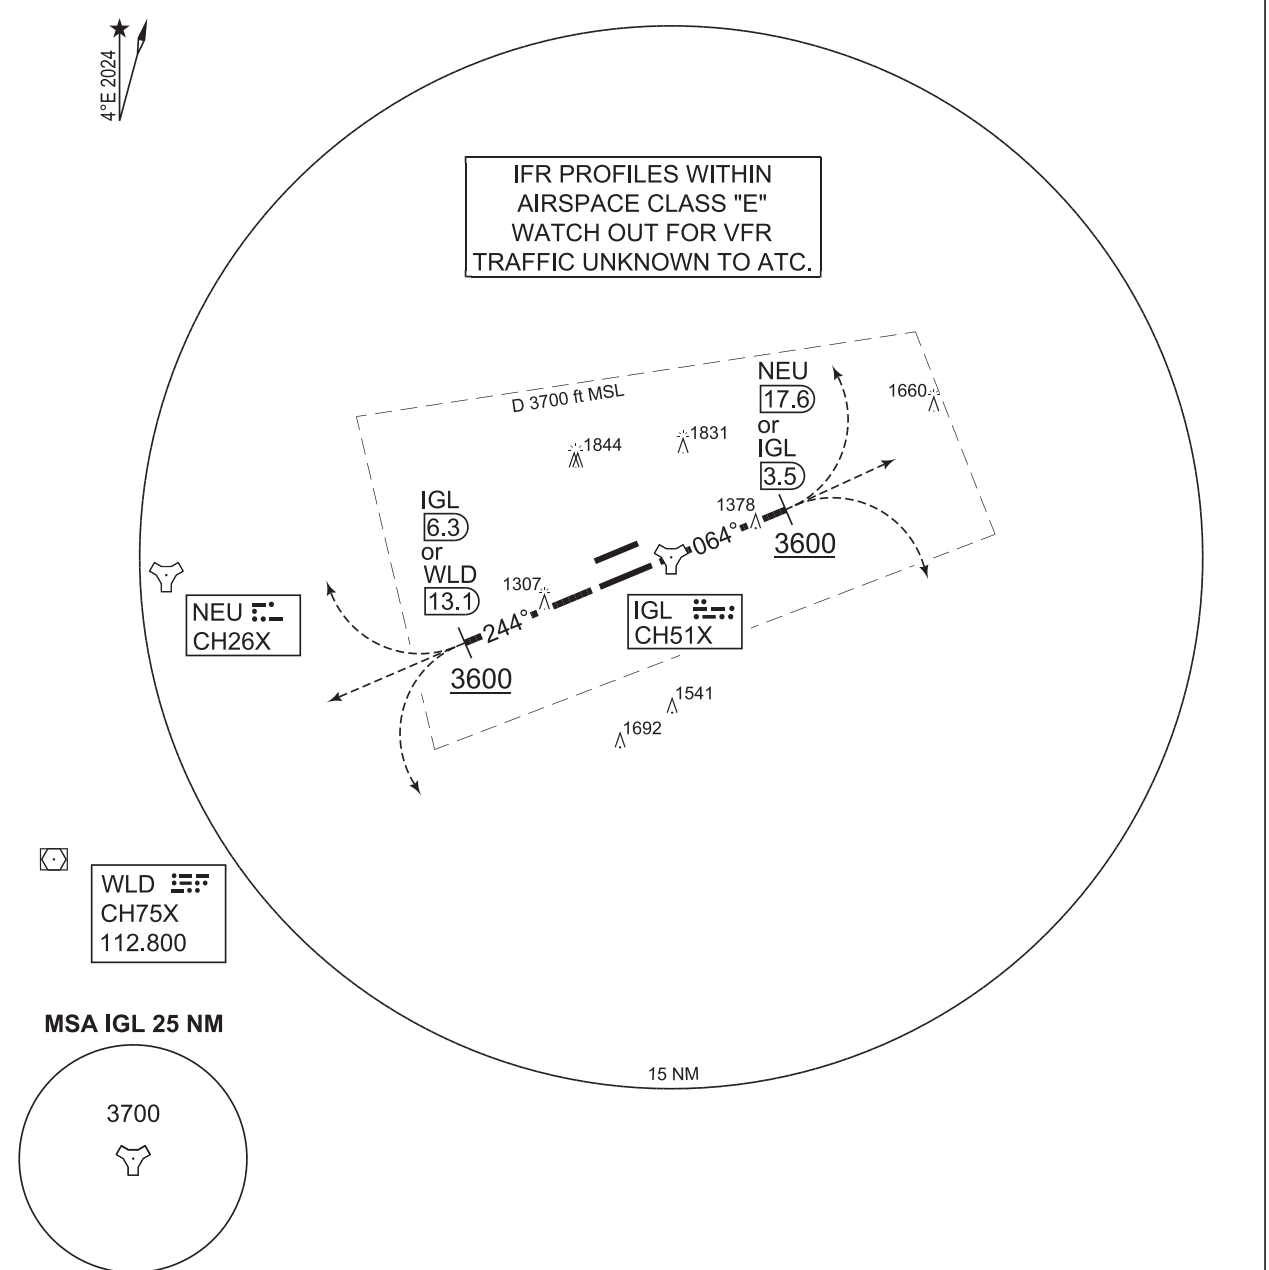 4°E 2024
IFR PROFILES WITHIN
AIRSPACE CLASS "E"
WATCH OUT FOR VFR
TRAFFIC UNKNOWN TO ATC.
D 3700 ft MSL
NEU
17.6
or
IGL
3.5
1660
1844
1831
1378
064°
3600
IGL
6.3
or
WLD
13.1
1307
244°
3600
NEU
CH26X
IGL
CH51X
1541
1692
WLD
CH75X
112.800
MSA IGL 25 NM
3700
15 NM